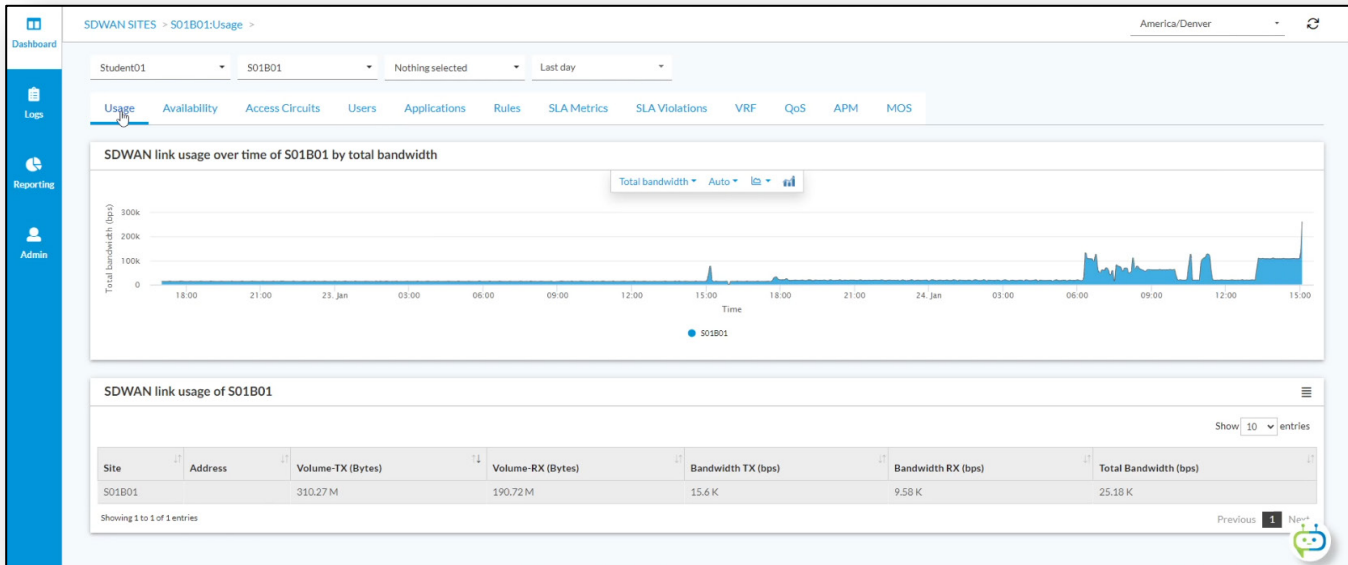 SDWAN SITES > S01B01:Usage >
America/Denver
Dashboard
Logs
Reporting
Admin
Student01
S01B01
Nothing selected
Last day
Usage Availability Access Circuits Users Applications Rules SLA Metrics SLA Violations VRF QoS APM MOS
SDWAN link usage over time of S01B01 by total bandwidth
Total bandwidth Auto
Total bandwidth (bps)
300k
200k
100k
0
18:00 21:00 23. Jan 03:00 06:00 09:00 12:00 15:00 18:00 21:00 24. Jan 03:00 06:00 09:00 12:00 15:00
Time
S01B01
SDWAN link usage of S01B01
Show 10 entries
Site Address Volume-TX (Bytes) Volume-RX (Bytes) Bandwidth TX (bps) Bandwidth RX (bps) Total Bandwidth (bps)
S01B01 310.27 M 190.72 M 15.6 K 9.58 K 25.18 K
Showing 1 to 1 of 1 entries
Previous 1 Next